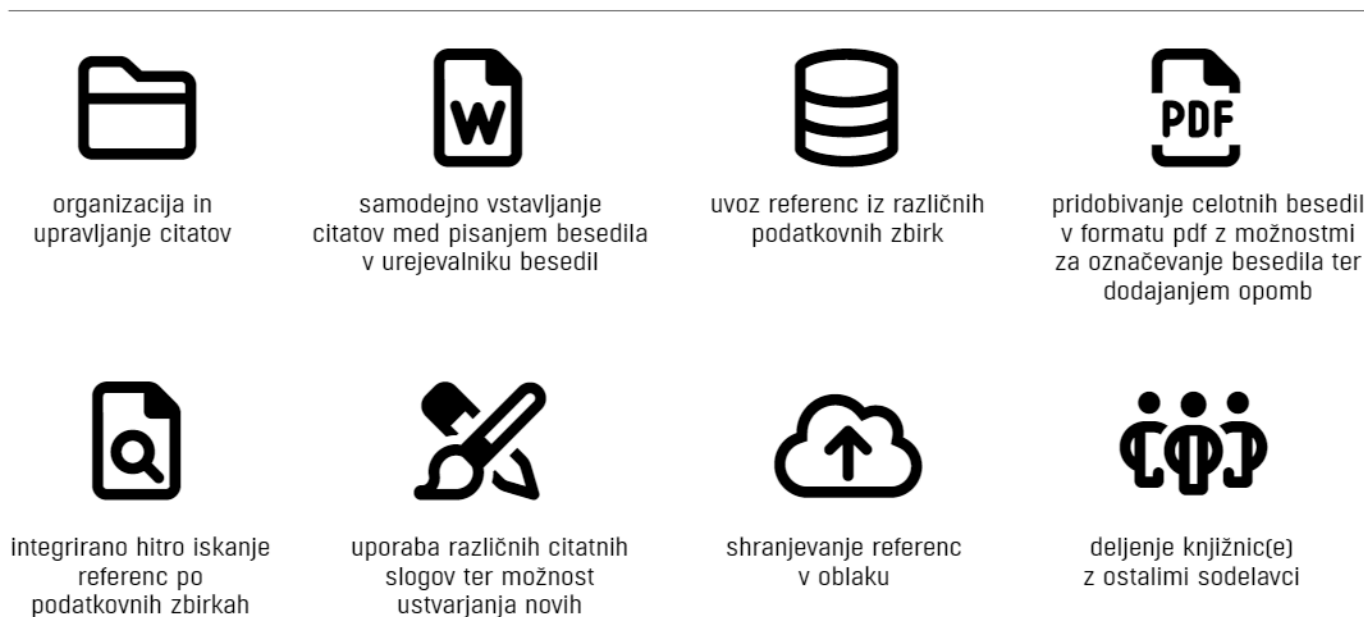 organizacija in
upravljanje citatov
W
samodejno vstavljanje
citatov med pisanjem besedila
v urejevalniku besedil
uvoz referenc iz različnih
podatkovnih zbirk
PDF
pridobivanje celotnih besedil
v formatu pdf z možnostmi
za označevanje besedila ter
dodajanjem opomb
integrirano hitro iskanje
referenc po
podatkovnih zbirkah
uporaba različnih citatnih
slogov ter možnost
ustvarjanja novih
shranjevanje referenc
v oblaku
deljenje knjižnic(e)
z ostalimi sodelavci